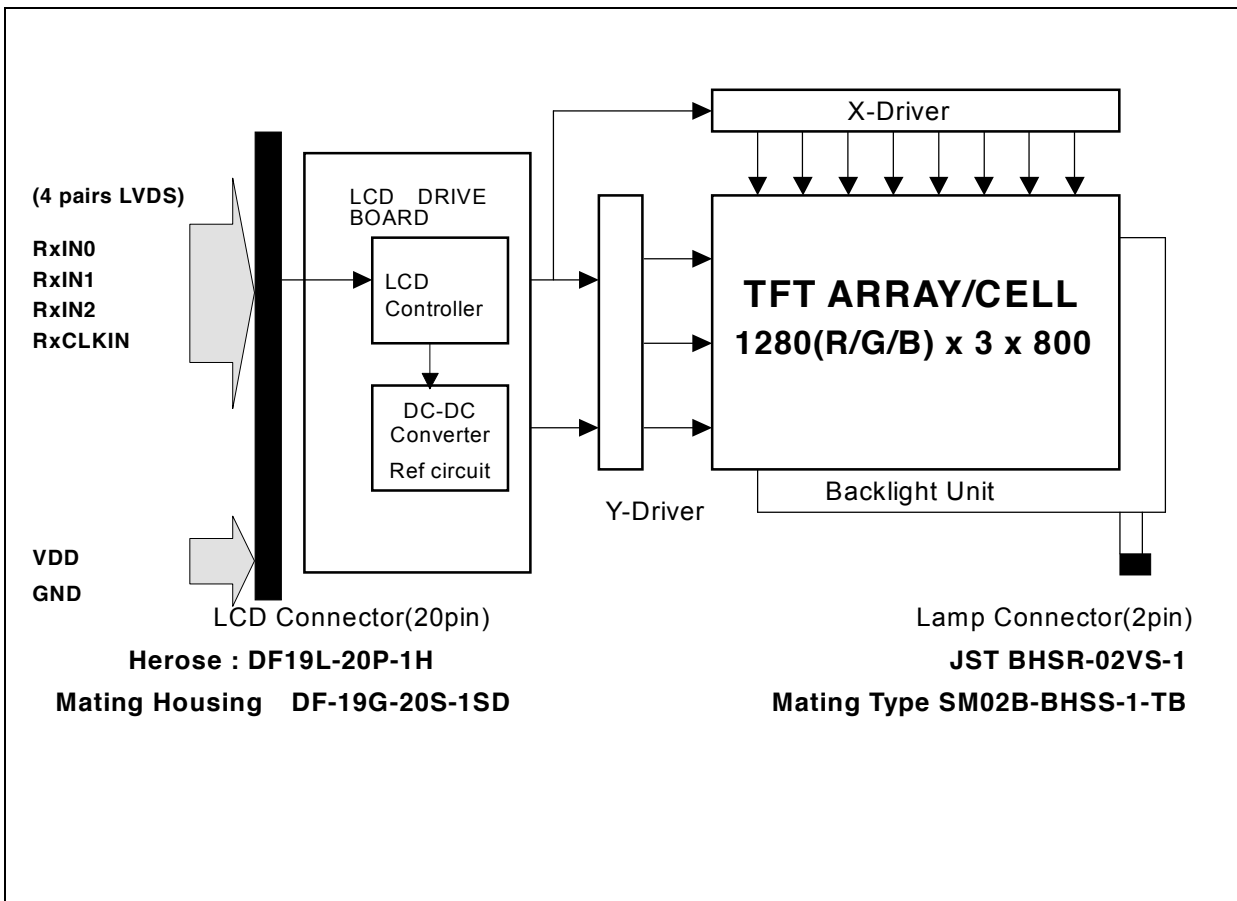 X-Driver
(4 pairs LVDS)
RxIN0
RxIN1
RxIN2
RxCLKIN
LCD DRIVE
BOARD
LCD
Controller
DC-DC
Converter
Ref circuit
TFT ARRAY/CELL
1280(R/G/B) x 3 x 800
Backlight Unit
Y-Driver
VDD
GND
LCD Connector(20pin)
Herose : DF19L-20P-1H
Mating Housing DF-19G-20S-1SD
Lamp Connector(2pin)
JST BHSR-02VS-1
Mating Type SM02B-BHSS-1-TB